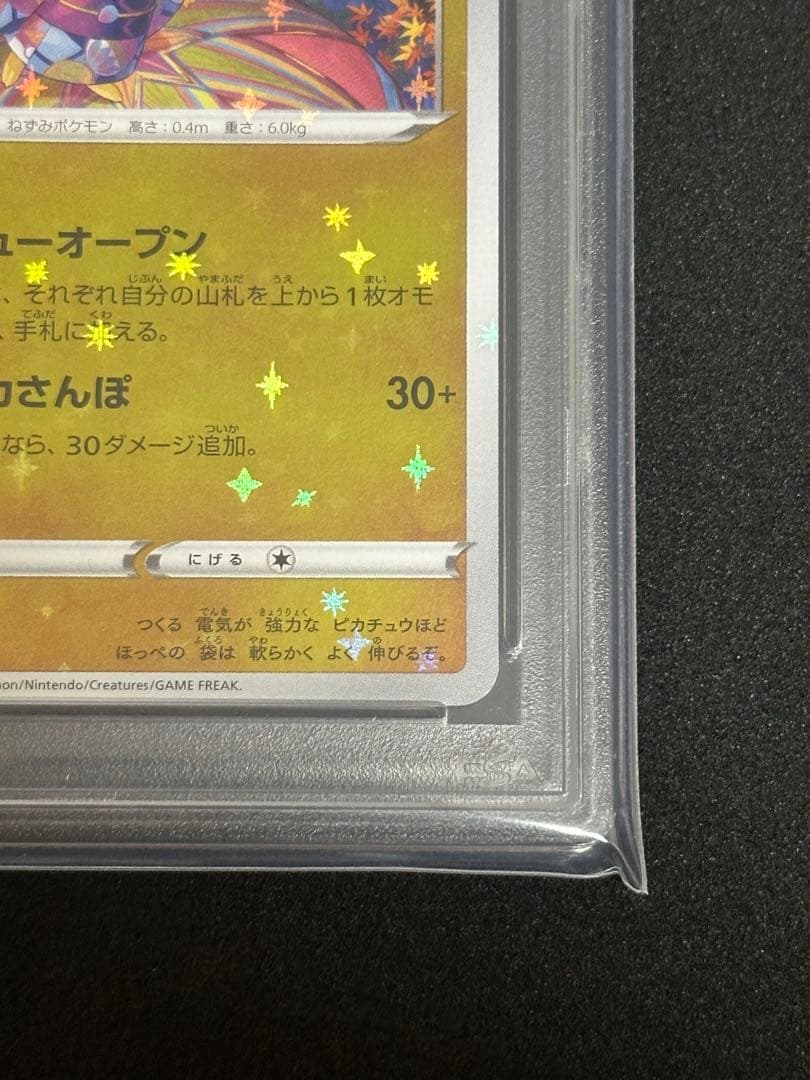 ねずみポケモン 高さ：0.4m 重さ：6.0kg
ューオープン
、それぞれ自分の山札を上から1枚オモ
、手札に加える。
カさんぽ 30+
なら、30ダメージ追加。
にげる
つくる 電気が 強力な ピカチュウほど
ほっぺの 袋は 軟らかく よく 伸びるぞ。
mon/Nintendo/Creatures/GAME FREAK.
PSA